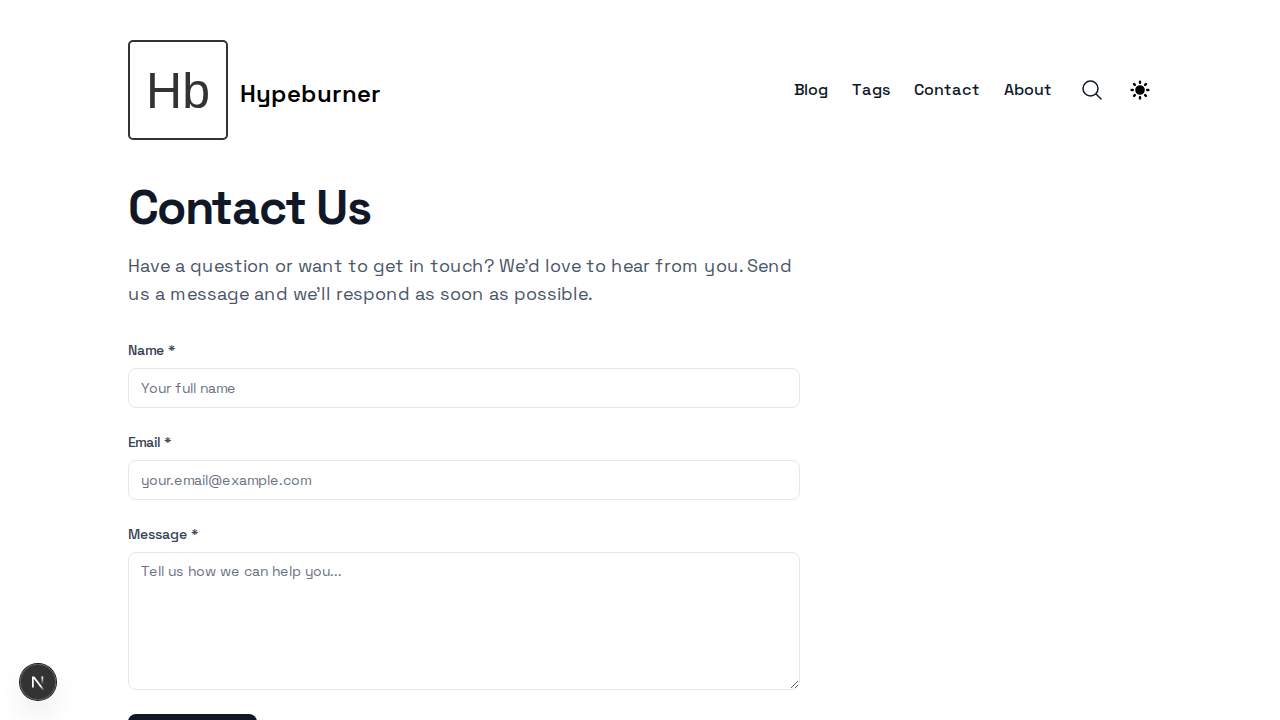 Hb
Hypeburner
Blog
Tags
Contact
About
Contact Us
Have a question or want to get in touch? We’d love to hear from you. Send
us a message and we’ll respond as soon as possible.
Name *
Your full name
Email *
your.email@example.com
Message *
Tell us how we can help you...
N